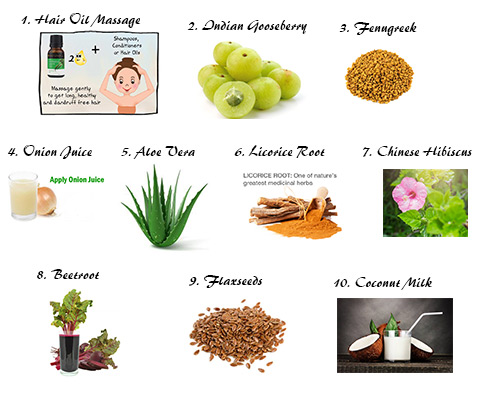 1. Hair Oil Massage
2. Indian Gooseberry
3. Fenugreek
2
+
Shampoos,
Conditioners
or Hair Oils
Massage gently
to get long, healthy
and dandruff free hair
4. Onion Juice
5. Aloe Vera
6. Licorice Root
7. Chinese Hibiscus
Apply Onion Juice
LICORICE ROOT: One of nature's
greatest medicinal herbs
8. Beetroot
9. Flaxseeds
10. Coconut Milk